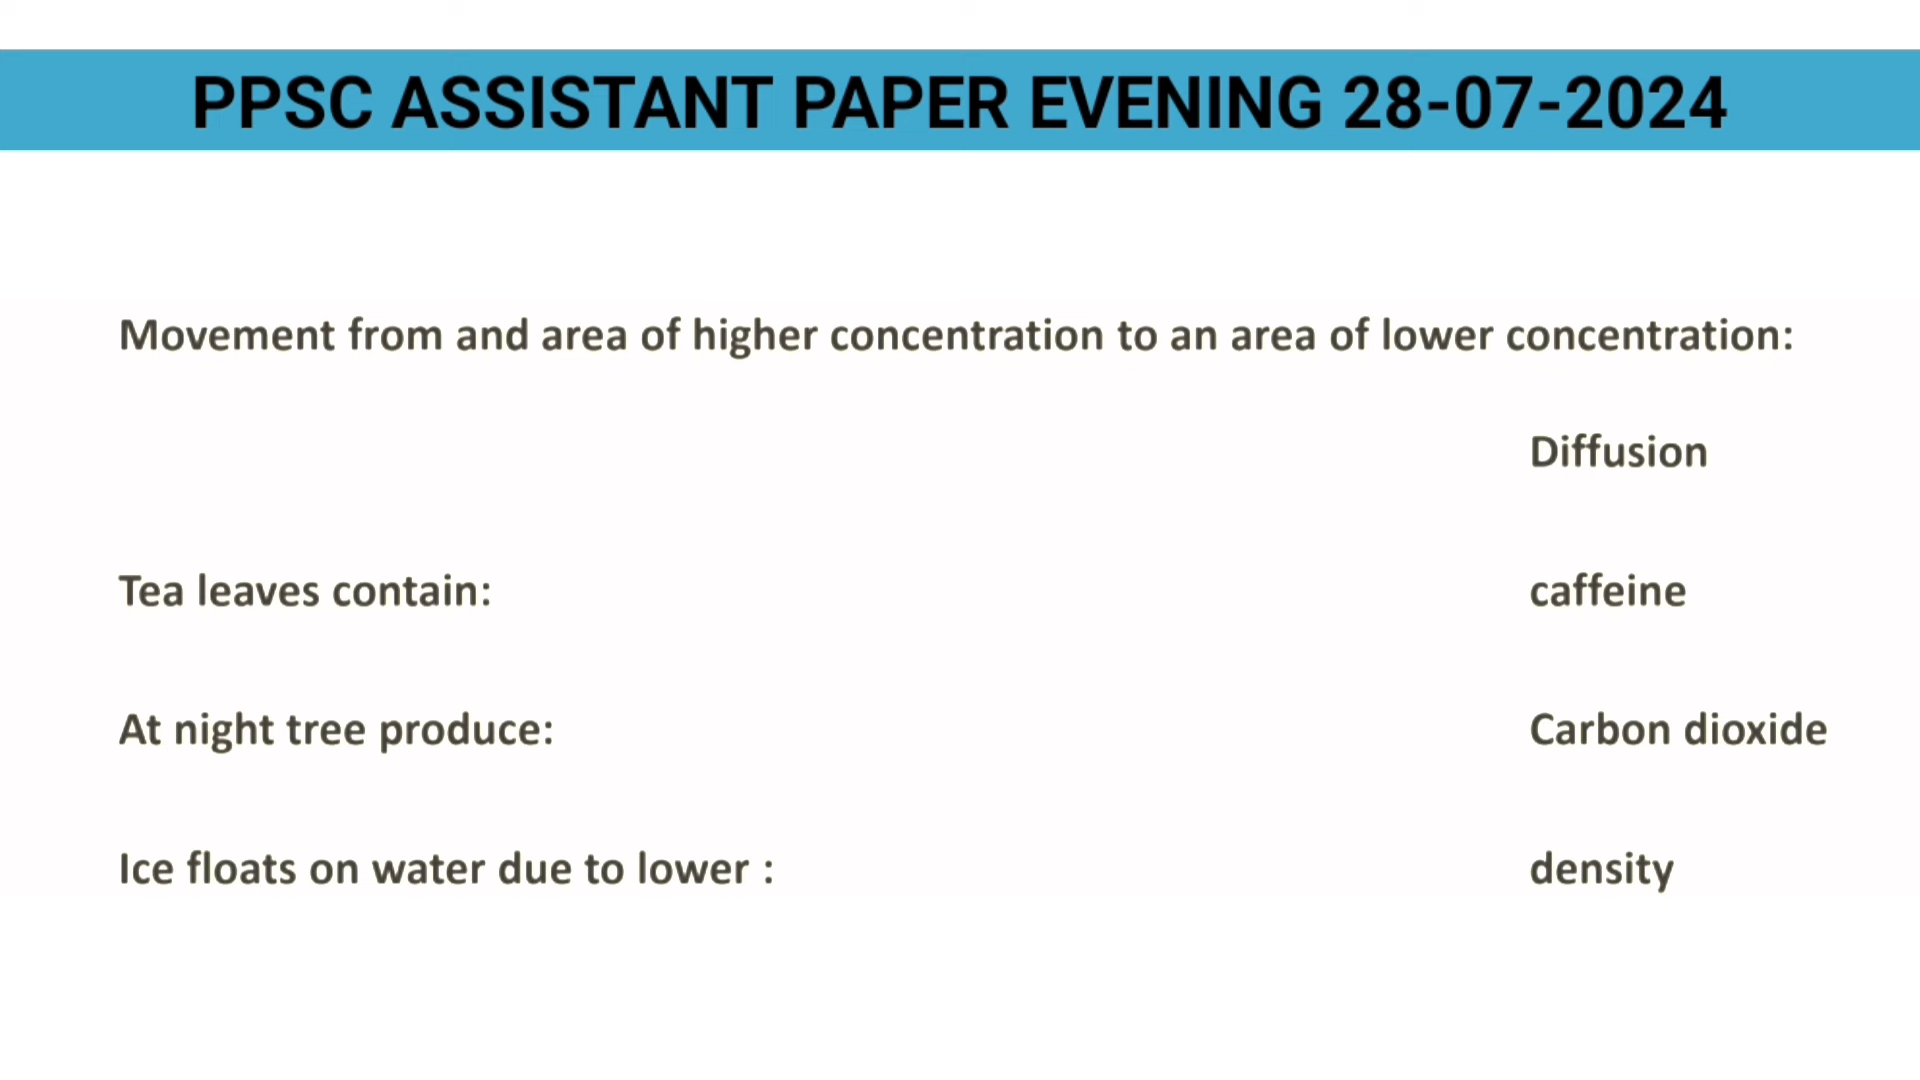 PPSC ASSISTANT PAPER EVENING 28-07-2024
Movement from and area of higher concentration to an area of lower concentration:
Diffusion
Tea leaves contain: caffeine
At night tree produce: Carbon dioxide
Ice floats on water due to lower : density